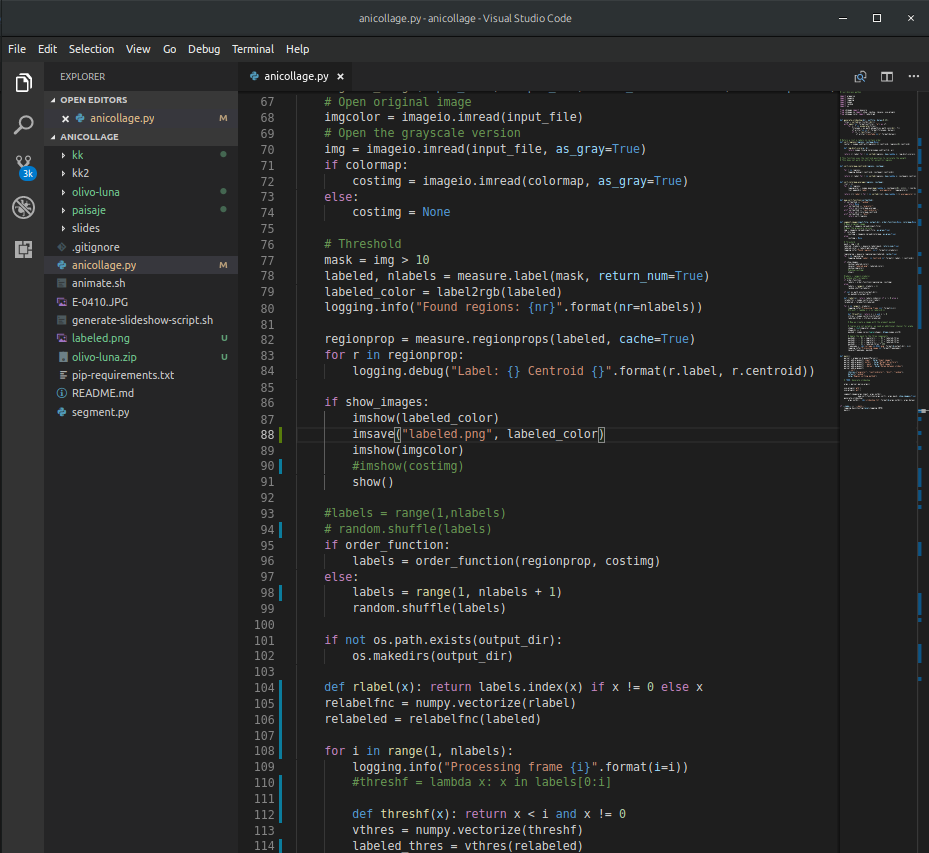 anicollage.py - anicollage - Visual Studio Code
File Edit Selection View Go Debug Terminal Help
EXPLORER
OPEN EDITORS
anicollage.py M
ANICOLLAGE
kk
kk2
olivo-luna
paisaje
slides
.gitignore
anicollage.py M
animate.sh
E-0410.JPG
generate-slideshow-script.sh
labeled.png U
olivo-luna.zip U
pip-requirements.txt
README.md
segment.py
3k
anicollage.py
67 # Open original image
68 imgcolor = imageio.imread(input_file)
69 # Open the grayscale version
70 img = imageio.imread(input_file, as_gray=True)
71 if colormap:
72 costimg = imageio.imread(colormap, as_gray=True)
73 else:
74 costimg = None
75
76 # Threshold
77 mask = img > 10
78 labeled, nlabels = measure.label(mask, return_num=True)
79 labeled_color = label2rgb(labeled)
80 logging.info("Found regions: {nr}".format(nr=nlabels))
81
82 regionprop = measure.regionprops(labeled, cache=True)
83 for r in regionprop:
84 logging.debug("Label: {} Centroid {}".format(r.label, r.centroid))
85
86 if show_images:
87 imshow(labeled_color)
88 imsave("labeled.png", labeled_color)
89 imshow(imgcolor)
90 #imshow(costimg)
91 show()
92
93 #labels = range(1,nlabels)
94 # random.shuffle(labels)
95 if order_function:
96 labels = order_function(regionprop, costimg)
97 else:
98 labels = range(1, nlabels + 1)
99 random.shuffle(labels)
100
101 if not os.path.exists(output_dir):
102 os.makedirs(output_dir)
103
104 def rlabel(x): return labels.index(x) if x != 0 else x
105 relabelfnc = numpy.vectorize(rlabel)
106 relabeled = relabelfnc(labeled)
107
108 for i in range(1, nlabels):
109 logging.info("Processing frame {i}".format(i=i))
110 #threshf = lambda x: x in labels[0:i]
111
112 def threshf(x): return x < i and x != 0
113 vthres = numpy.vectorize(threshf)
114 labeled_thres = vthres(relabeled)